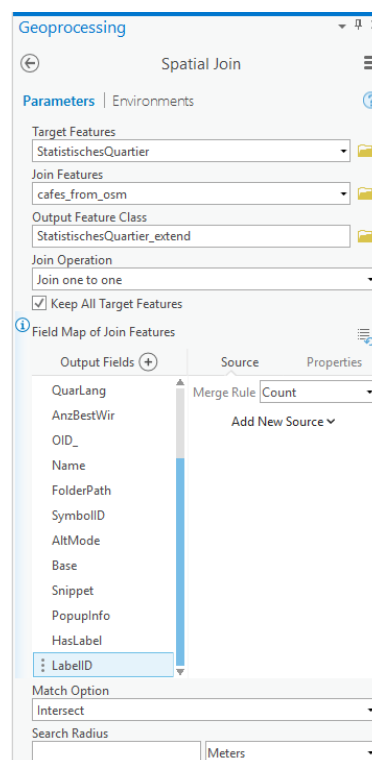 Geoprocessing
Spatial Join
Parameters | Environments
Target Features
StatistischesQuartier
Join Features
cafes_from_osm
Output Feature Class
StatistischesQuartier_extend
Join Operation
Join one to one
Keep All Target Features
Field Map of Join Features
Output Fields Source Properties
QuarLang
Merge Rule Count
AnzBestWir
Add New Source
OID_
Name
FolderPath
SymbolID
AltMode
Base
Snippet
PopupInfo
HasLabel
LabelID
Match Option
Intersect
Search Radius
Meters